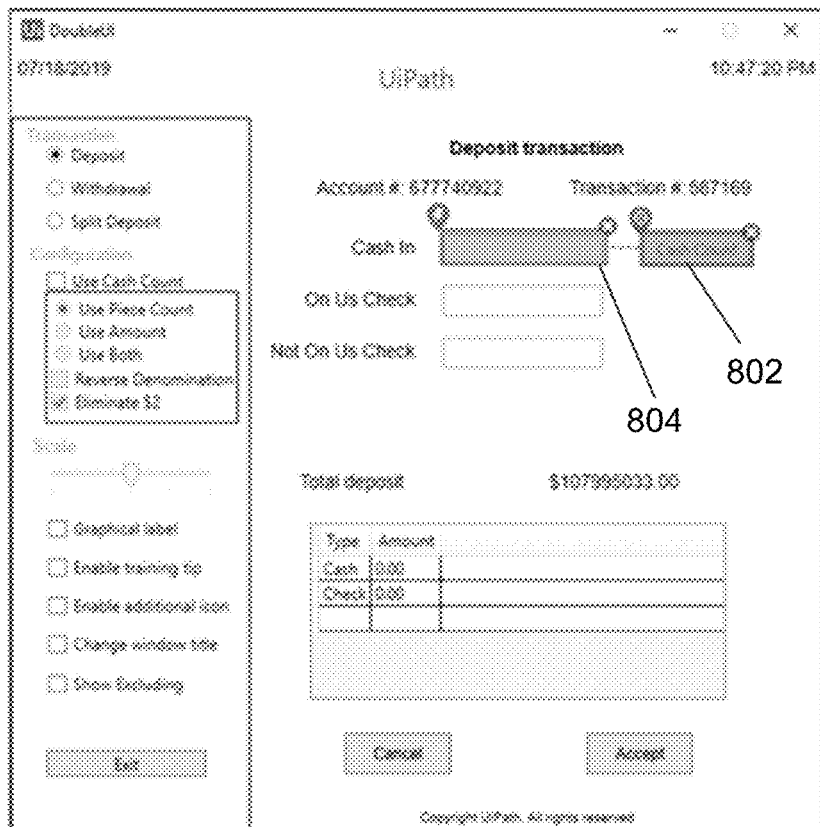 DoubleUI
07/18/2019
UiPath
10:47:20 PM
Transaction
Deposit
Withdrawal
Split Deposit
Configuration
Use Cash Count
Use Piece Count
Use Amount
Use Both
Reverse Denomination
Eliminate $2
Scale
Graphical label
Enable training tip
Enable additional icon
Change window title
Show Excluding
Exit
Deposit transaction
Account #: 677740922 Transaction #: 567169
Cash In
On Us Check
Not On Us Check
802
804
Total deposit $107995033.00
Type Amount
Cash 0.00
Check 0.00
Cancel Accept
Copyright UiPath. All rights reserved